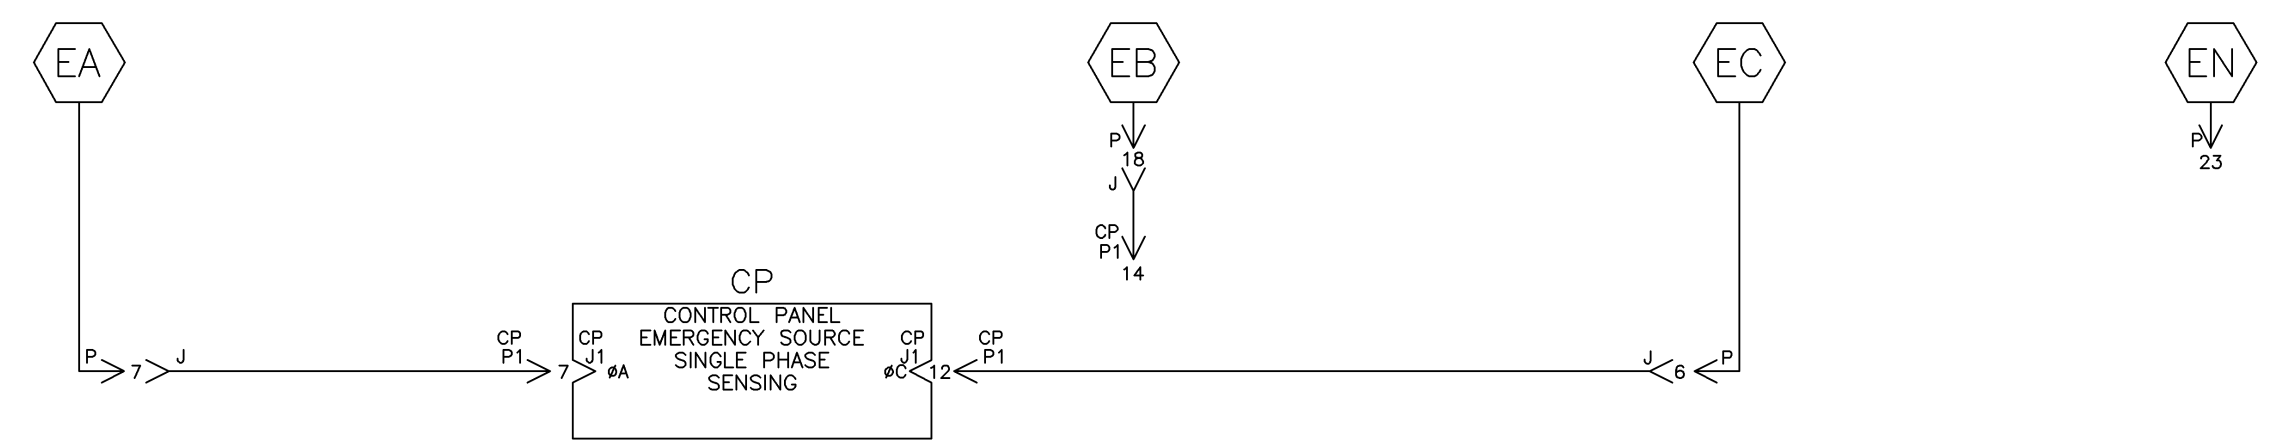 EA
EB
EC
EN
P
18
J
CP
P1
14
P
23
CP
CONTROL PANEL
EMERGENCY SOURCE
SINGLE PHASE
SENSING
P
7
J
CP
P1
7
CP
J1
øA
CP
J1
øC
12
CP
P1
J
6
P